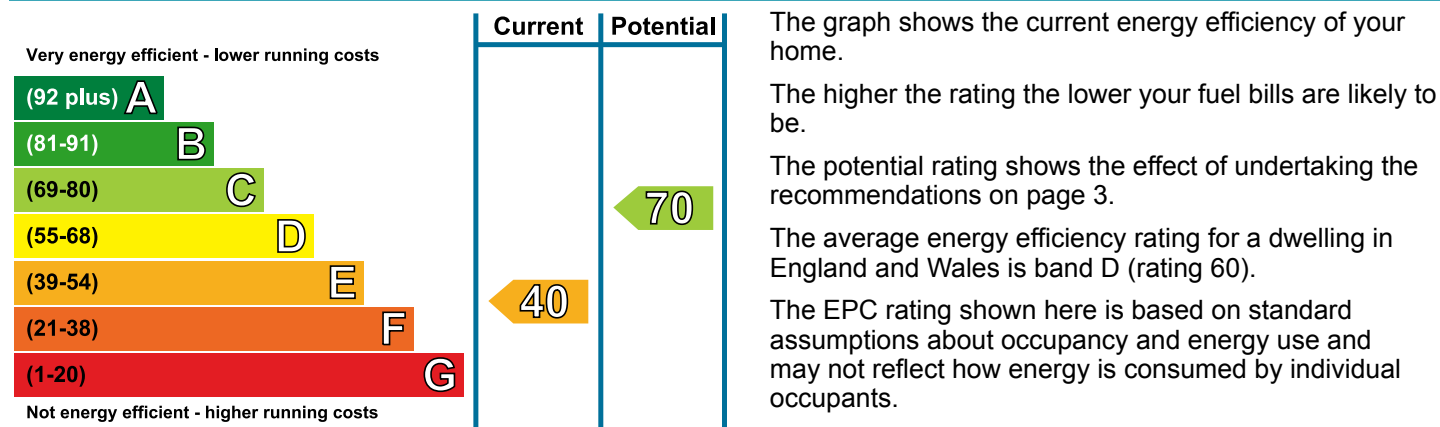 Current Potential
Very energy efficient - lower running costs
(92 plus) A
(81-91) B
(69-80) C
70
(55-68) D
(39-54) E
40
(21-38) F
(1-20) G
Not energy efficient - higher running costs
The graph shows the current energy efficiency of your
home.
The higher the rating the lower your fuel bills are likely to
be.
The potential rating shows the effect of undertaking the
recommendations on page 3.
The average energy efficiency rating for a dwelling in
England and Wales is band D (rating 60).
The EPC rating shown here is based on standard
assumptions about occupancy and energy use and
may not reflect how energy is consumed by individual
occupants.